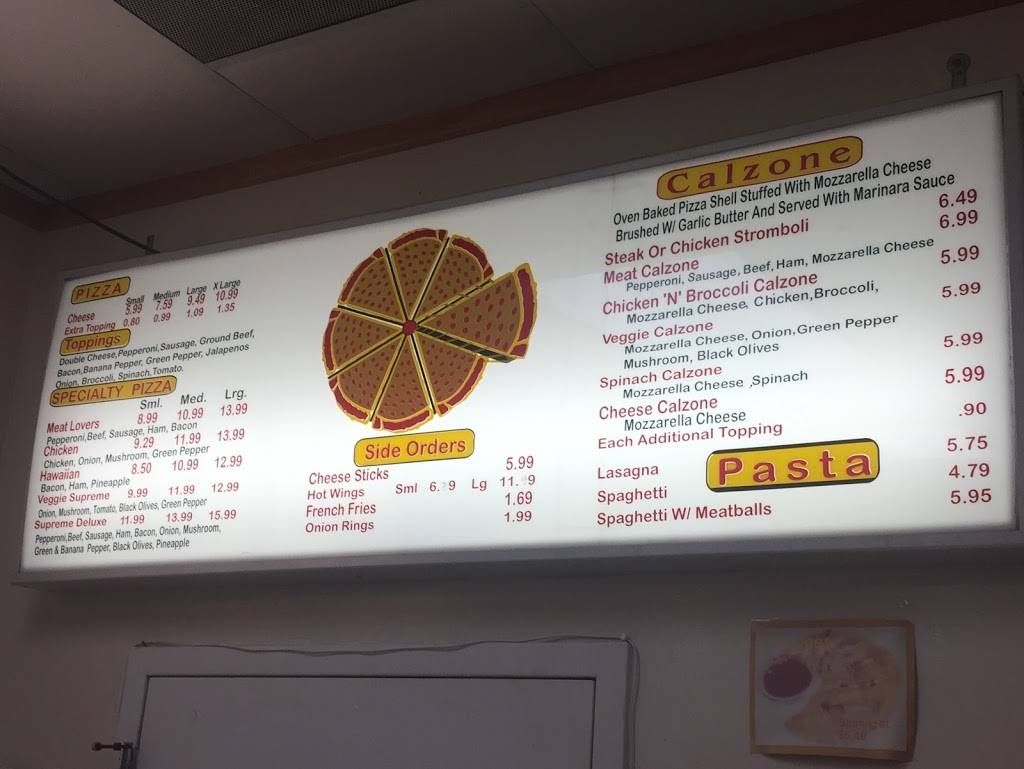 PIZZA
Small Medium Large X Large
Cheese 5.99 7.59 9.49 10.99
Extra Topping 0.80 0.99 1.09 1.35
Toppings
Double Cheese,Pepperoni,Sausage, Ground Beef,
Bacon,Banana Pepper, Green Pepper, Jalapenos
Onion, Broccoli, Spinach,Tomato.
SPECIALTY PIZZA
Sml. Med. Lrg.
Meat Lovers 8.99 10.99 13.99
Pepperoni,Beef, Sausage, Ham, Bacon
Chicken 9.29 11.99 13.99
Chicken, Onion, Mushroom, Green Pepper
Hawaiian 8.50 10.99 12.99
Bacon, Ham, Pineapple
Veggie Supreme 9.99 11.99 12.99
Onion, Mushroom, Tomato, Black Olives, Green Pepper
Supreme Deluxe 11.99 13.99 15.99
Pepperoni,Beef, Sausage, Ham, Bacon, Onion, Mushroom,
Green & Banana Pepper, Black Olives, Pineapple
Side Orders
Cheese Sticks 5.99
Hot Wings Sml Lg
French Fries 1.69
Onion Rings 1.99
Calzone
Oven Baked Pizza Shell Stuffed With Mozzarella Cheese
Brushed W/ Garlic Butter And Served With Marinara Sauce
Steak Or Chicken Stromboli 6.49
Meat Calzone 6.99
Pepperoni, Sausage, Beef, Ham, Mozzarella Cheese
Chicken 'N' Broccoli Calzone 5.99
Mozzarella Cheese, Chicken,Broccoli,
Veggie Calzone 5.99
Mozzarella Cheese, Onion,Green Pepper
Mushroom, Black Olives
Spinach Calzone 5.99
Mozzarella Cheese ,Spinach
Cheese Calzone 5.99
Mozzarella Cheese
Each Additional Topping .90
Pasta
Lasagna 5.75
Spaghetti 4.79
Spaghetti W/ Meatballs 5.95
Starting at